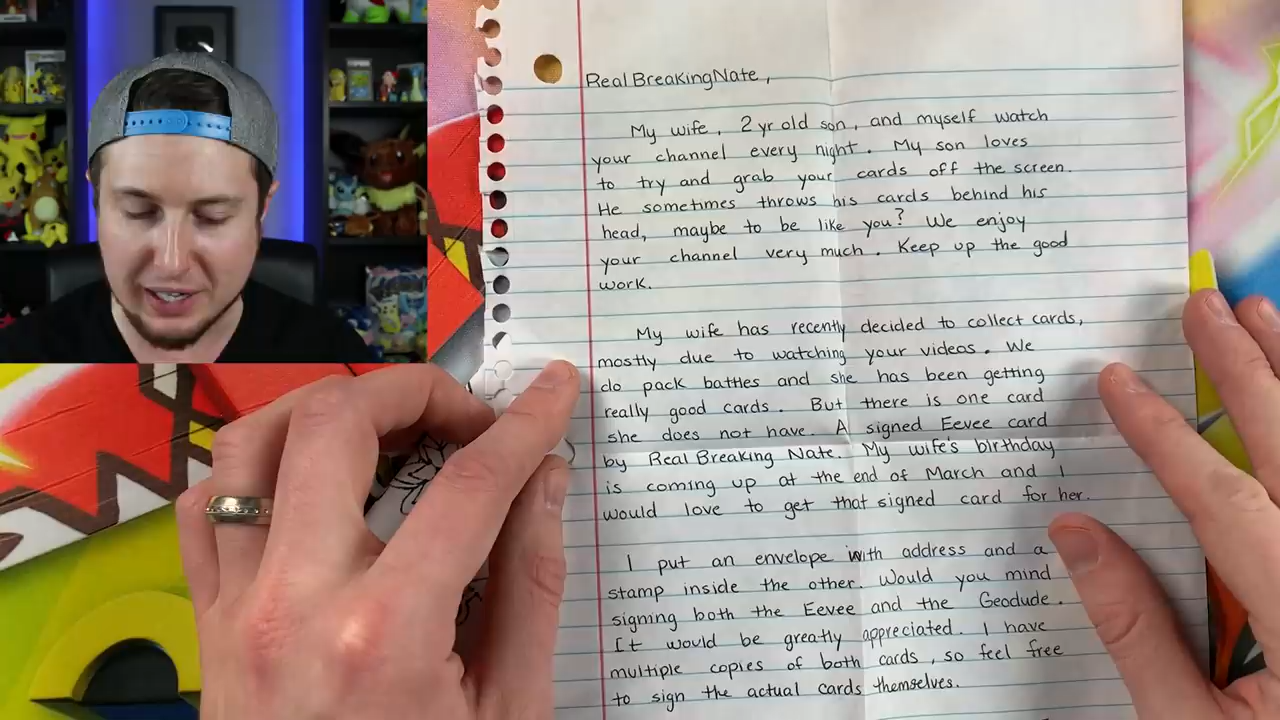 RealBreakingNate,
My wife, 2 yr old son, and myself watch
your channel every night. My son loves
to try and grab your cards off the screen.
He sometimes throws his cards behind his
head, maybe to be like you? We enjoy
your channel very much. Keep up the good
work.
My wife has recently decided to collect cards,
mostly due to watching your videos. We
do pack battles and she has been getting
really good cards. But there is one card
she does not have. A signed Eevee card
by Real Breaking Nate. My wife's birthday
is coming up at the end of March and I
would love to get that signed card for her.
I put an envelope with address and a
stamp inside the other. Would you mind
signing both the Eevee and the Geodude.
It would be greatly appreciated. I have
multiple copies of both cards, so feel free
to sign the actual cards themselves.